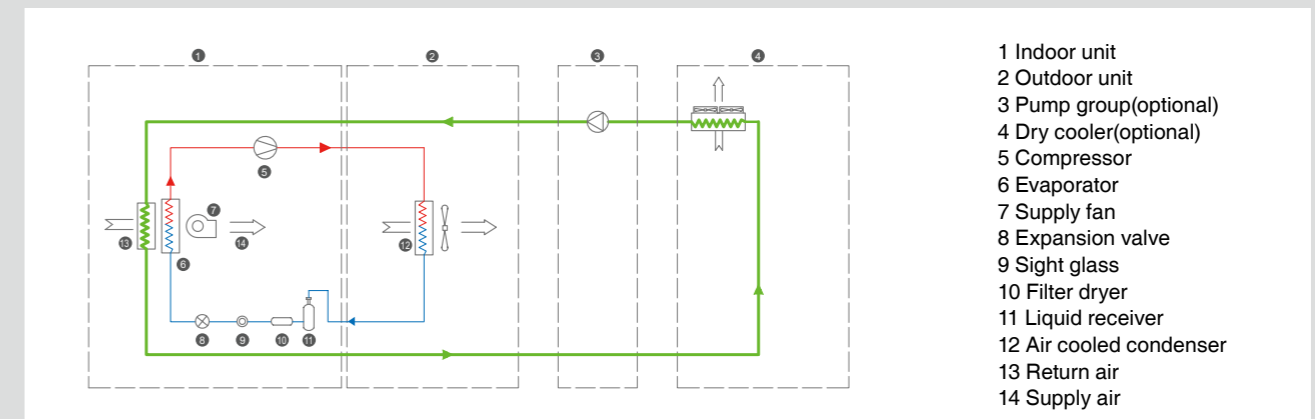 1
2
3
4
5
7
13
14
12
6
8
9
10
11
1 Indoor unit
2 Outdoor unit
3 Pump group(optional)
4 Dry cooler(optional)
5 Compressor
6 Evaporator
7 Supply fan
8 Expansion valve
9 Sight glass
10 Filter dryer
11 Liquid receiver
12 Air cooled condenser
13 Return air
14 Supply air